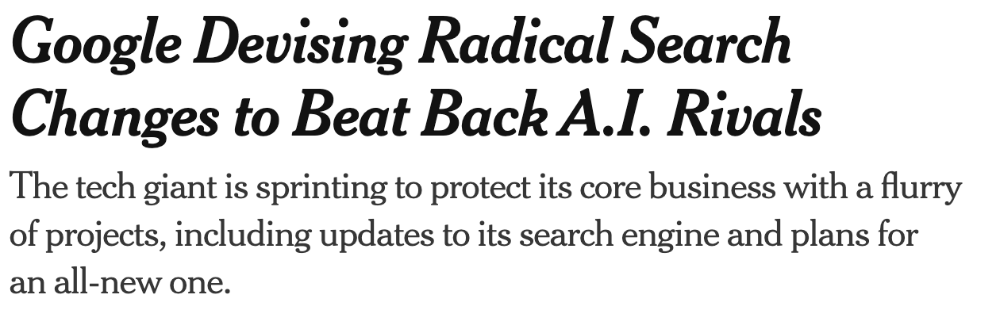 Google Devising Radical Search
Changes to Beat Back A.I. Rivals
The tech giant is sprinting to protect its core business with a flurry
of projects, including updates to its search engine and plans for
an all-new one.